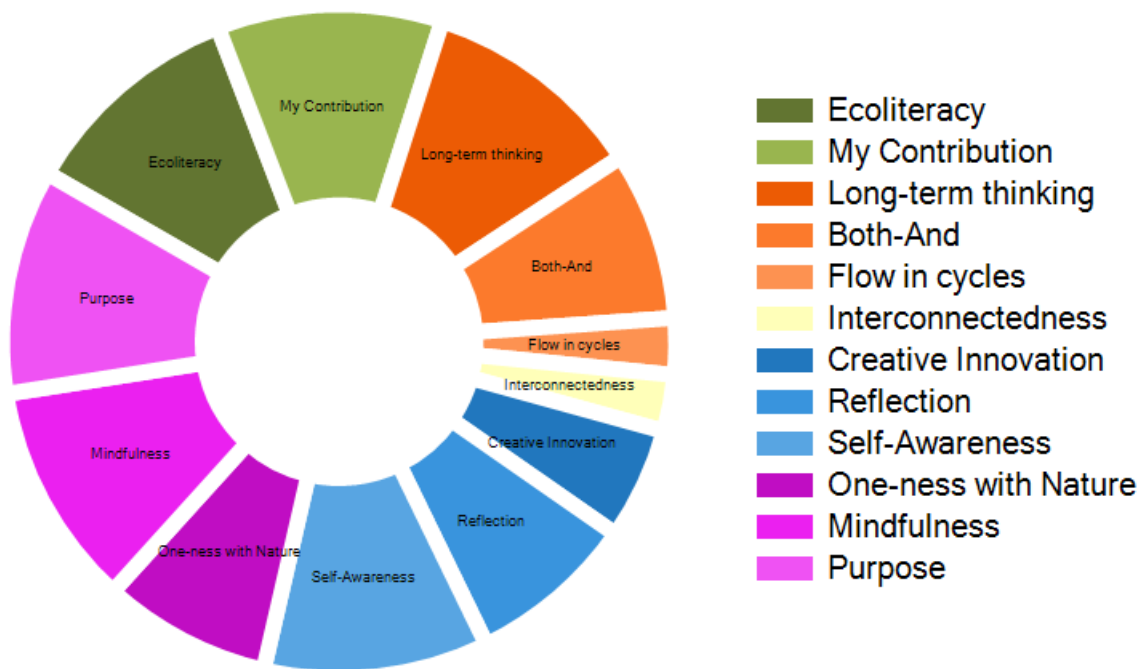 My Contribution
Long-term thinking
Ecoliteracy
Both-And
Purpose
Flow in cycles
Interconnectedness
Creative Innovation
Mindfulness
Reflection
One-ness with Nature
Self-Awareness
Ecoliteracy
My Contribution
Long-term thinking
Both-And
Flow in cycles
Interconnectedness
Creative Innovation
Reflection
Self-Awareness
One-ness with Nature
Mindfulness
Purpose